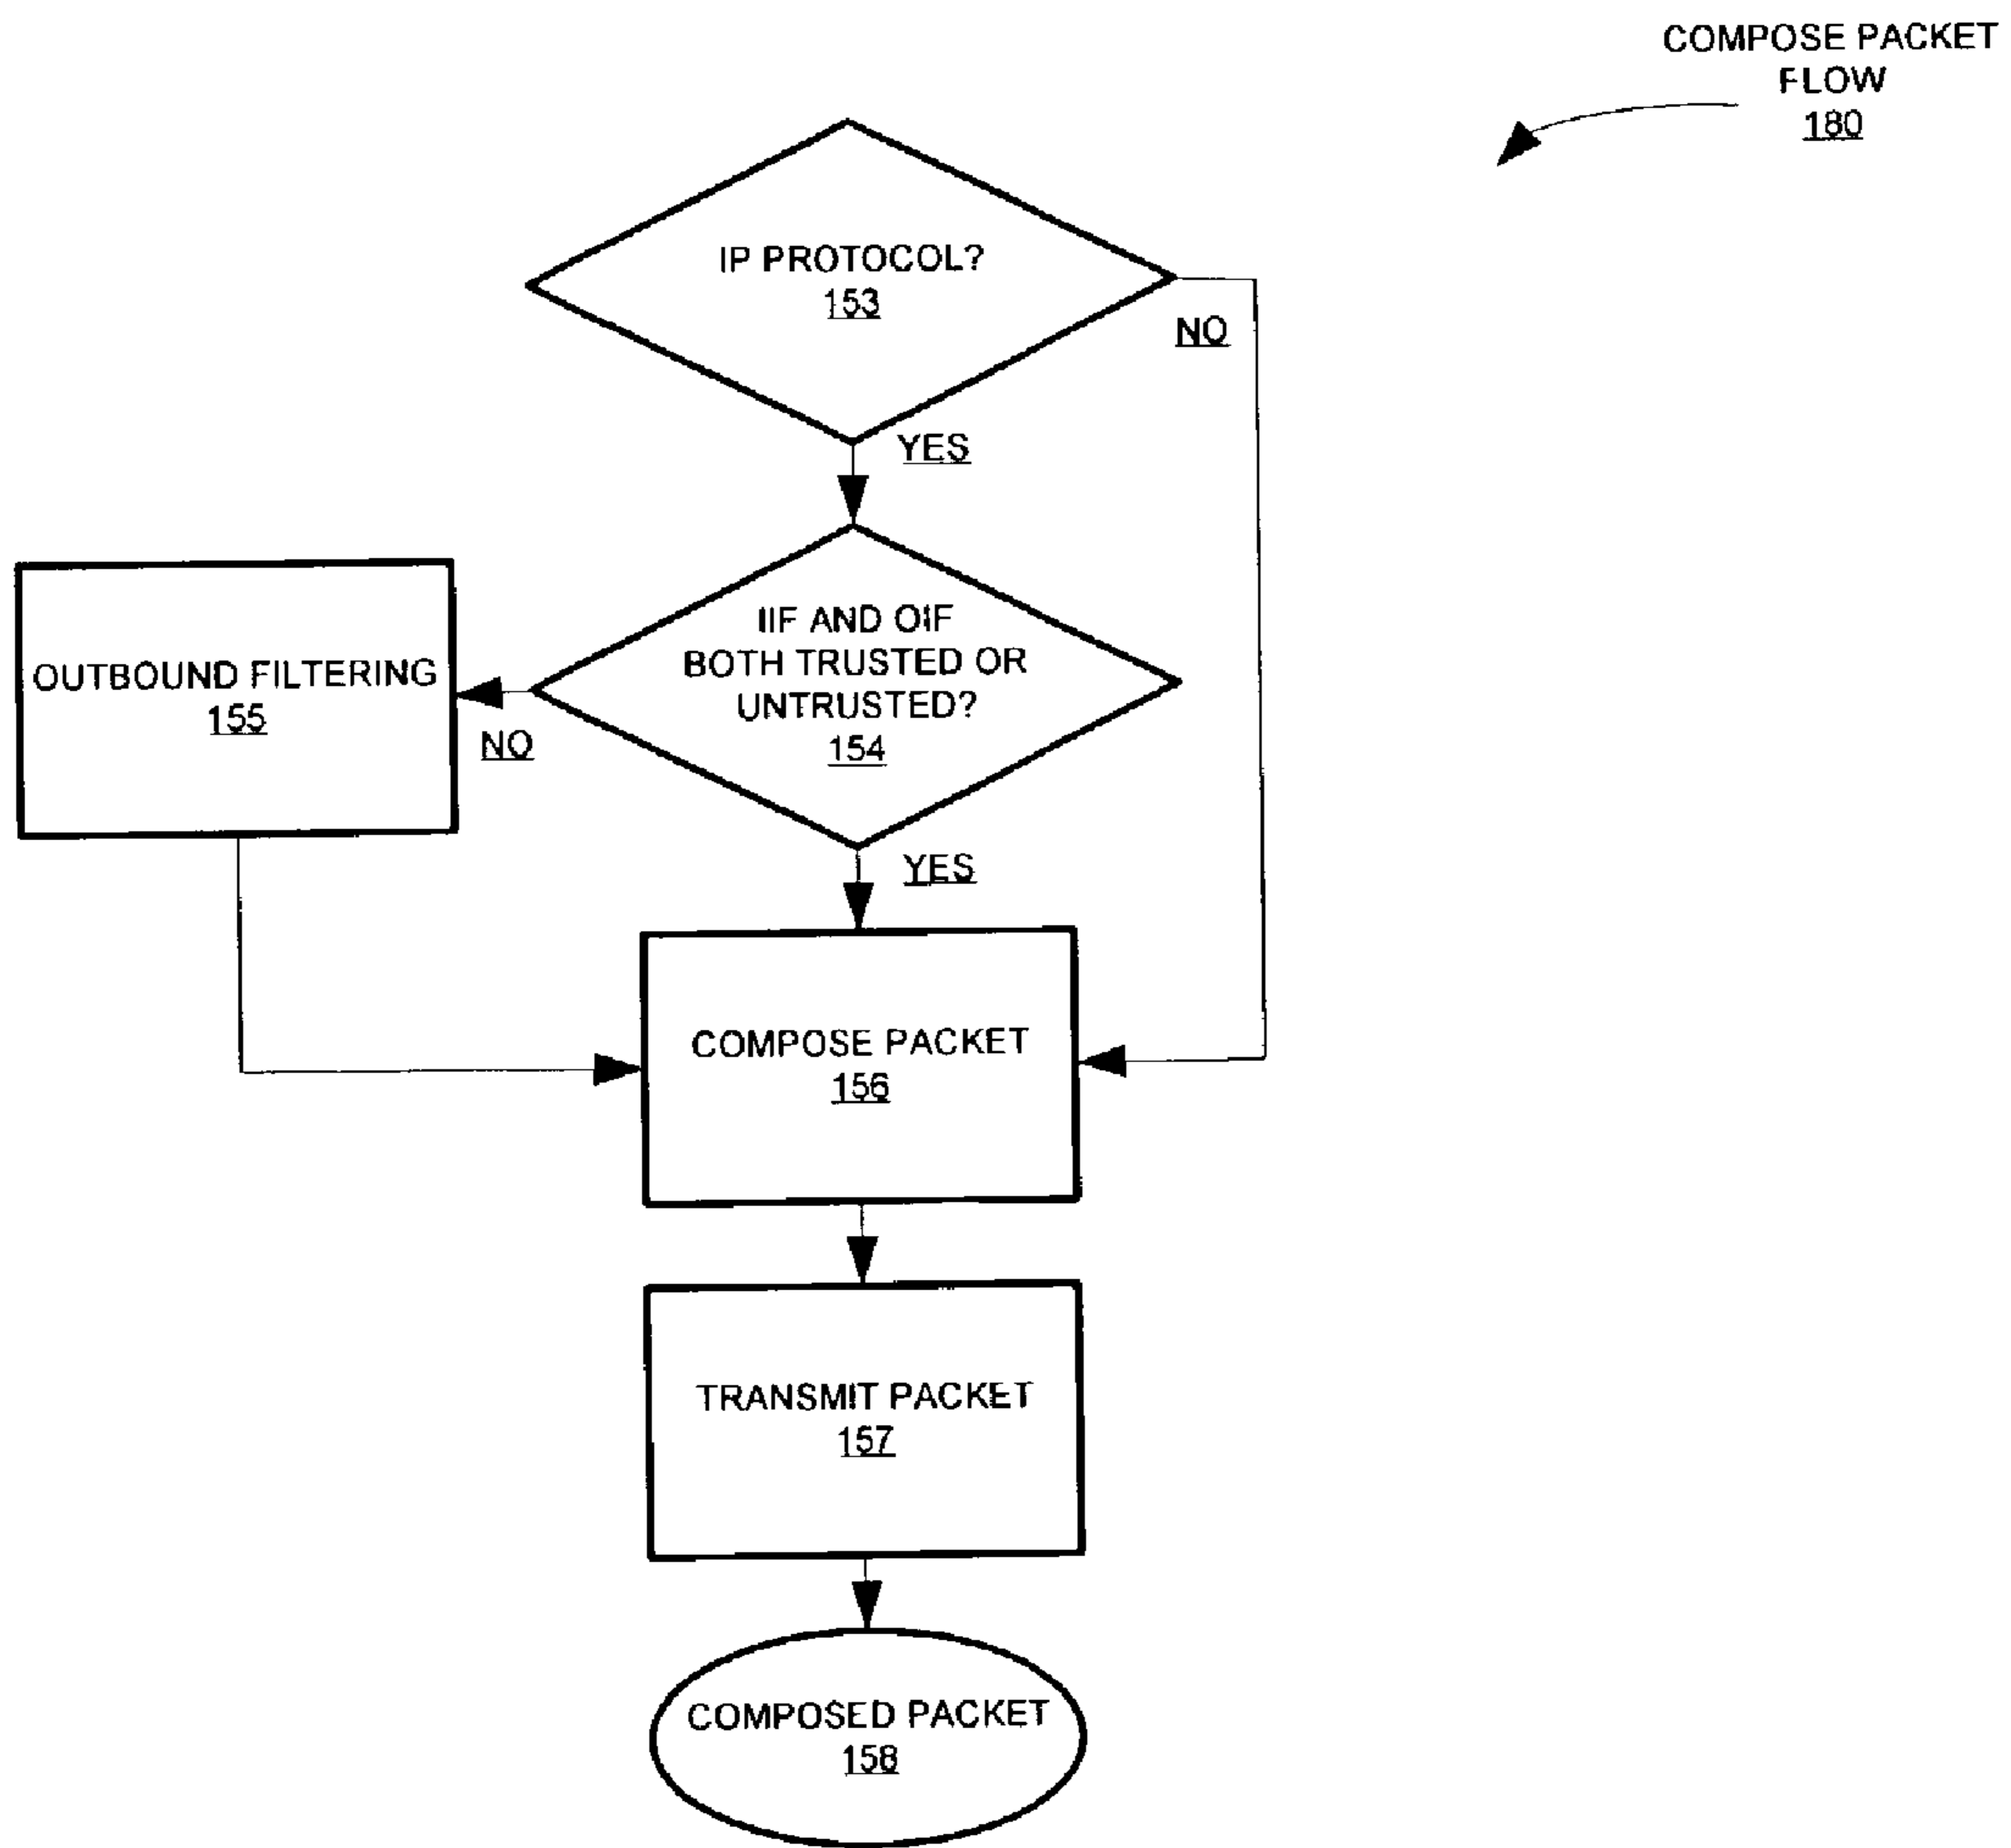 COMPOSE PACKET
FLOW
180
IP PROTOCOL?
153
NO
YES
IIF AND OIF
BOTH TRUSTED OR
UNTRUSTED?
154
OUTBOUND FILTERING
155
NO
YES
COMPOSE PACKET
156
TRANSMIT PACKET
157
COMPOSED PACKET
158